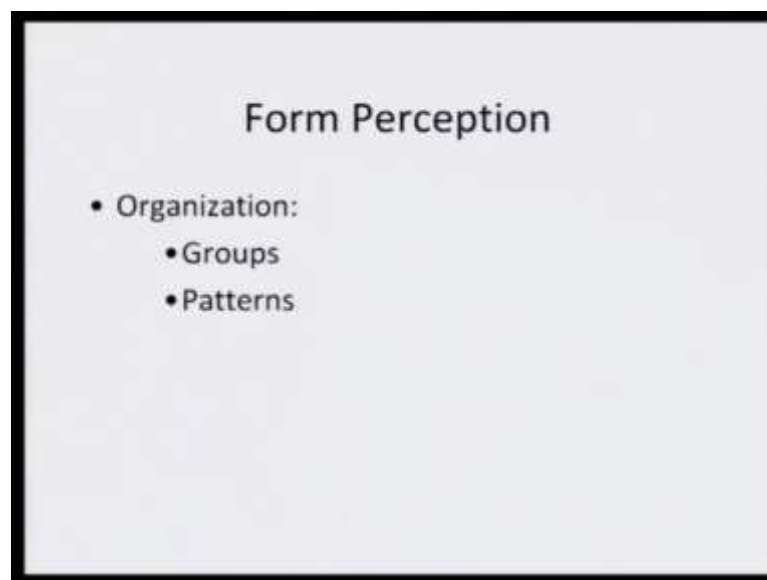 Form Perception
• Organization:
•Groups
•Patterns